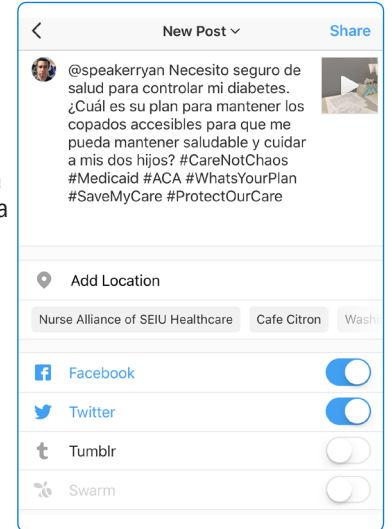 New Post
Share
@speakerryan Necesito seguro de
salud para controlar mi diabetes.
¿Cuál es su plan para mantener los
copados accesibles para que me
pueda mantener saludable y cuidar
a mis dos hijos? #CareNotChaos
#Medicaid #ACA #WhatsYourPlan
#SaveMyCare #ProtectOurCare
a
Add Location
Nurse Alliance of SEIU Healthcare
Cafe Citron
Washi
Facebook
Twitter
Tumblr
Swarm